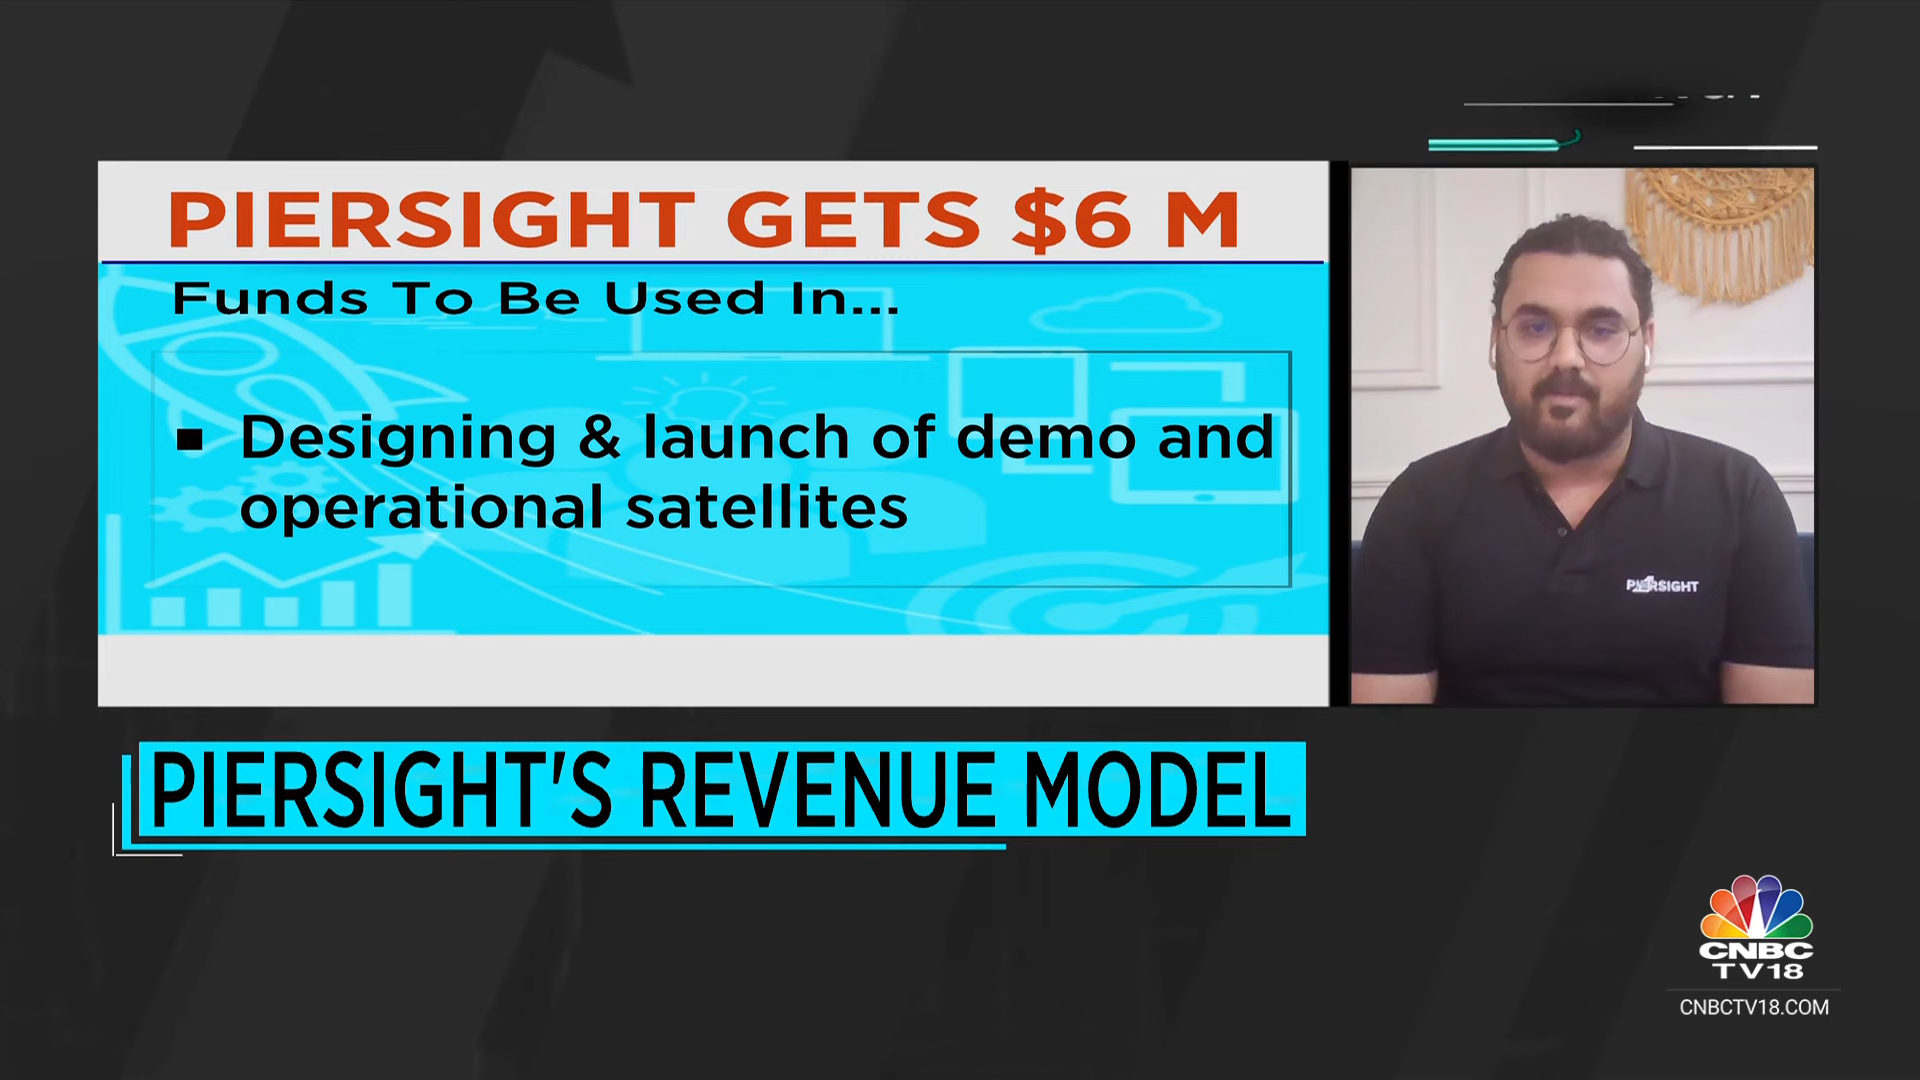 PIERSIGHT GETS $6 M
Funds To Be Used In...
▪ Designing & launch of demo and
operational satellites
PIERSIGHT
PIERSIGHT'S REVENUE MODEL
CNBC
TV18
CNBCTV18.COM